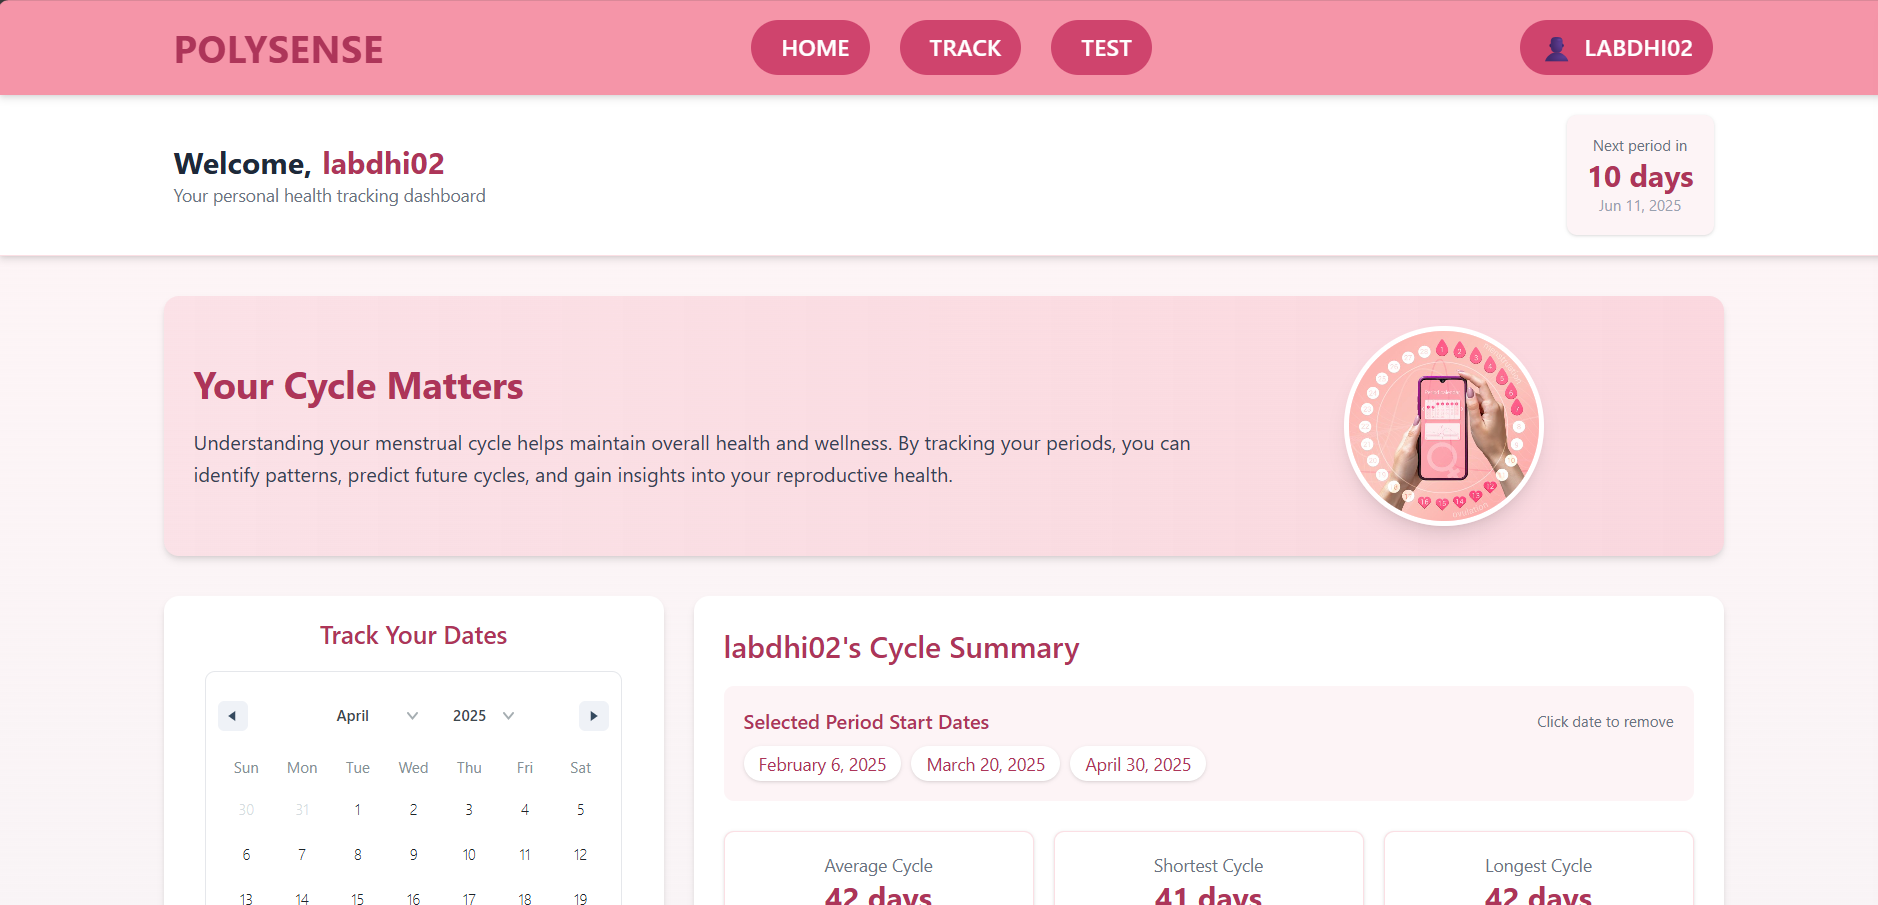 POLYSENSE
HOME
TRACK
TEST
LABDHI02
Welcome, labdhi02
Your personal health tracking dashboard
Next period in
10 days
Jun 11, 2025
Your Cycle Matters
Understanding your menstrual cycle helps maintain overall health and wellness. By tracking your periods, you can
identify patterns, predict future cycles, and gain insights into your reproductive health.
Track Your Dates
April 2025
Sun Mon Tue Wed Thu Fri Sat
30 31 1 2 3 4 5
6 7 8 9 10 11 12
13 14 15 16 17 18 19
labdhi02's Cycle Summary
Selected Period Start Dates
Click date to remove
February 6, 2025
March 20, 2025
April 30, 2025
Average Cycle
42 days
Shortest Cycle
41 days
Longest Cycle
42 days